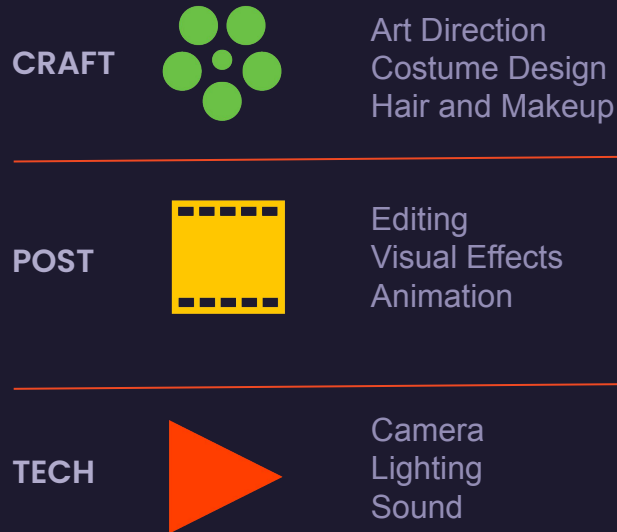 CRAFT
Art Direction
Costume Design
Hair and Makeup
POST
Editing
Visual Effects
Animation
TECH
Camera
Lighting
Sound